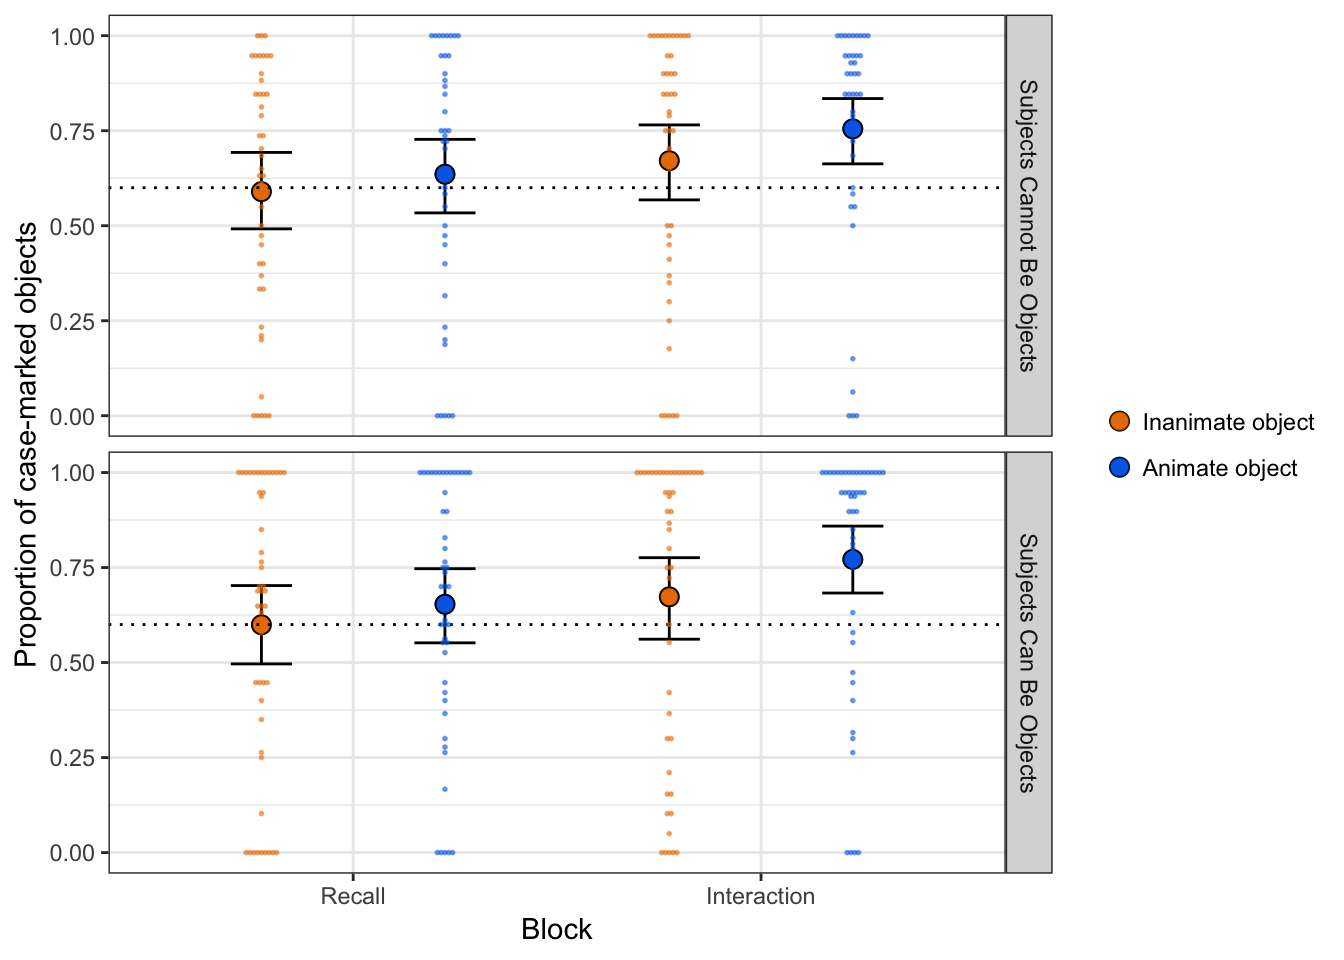 Proportion of case-marked objects
1.00
0.75
0.50
0.25
0.00
Subjects Cannot Be Objects
1.00
0.75
0.50
0.25
0.00
Subjects Can Be Objects
Recall
Interaction
Block
Inanimate object
Animate object